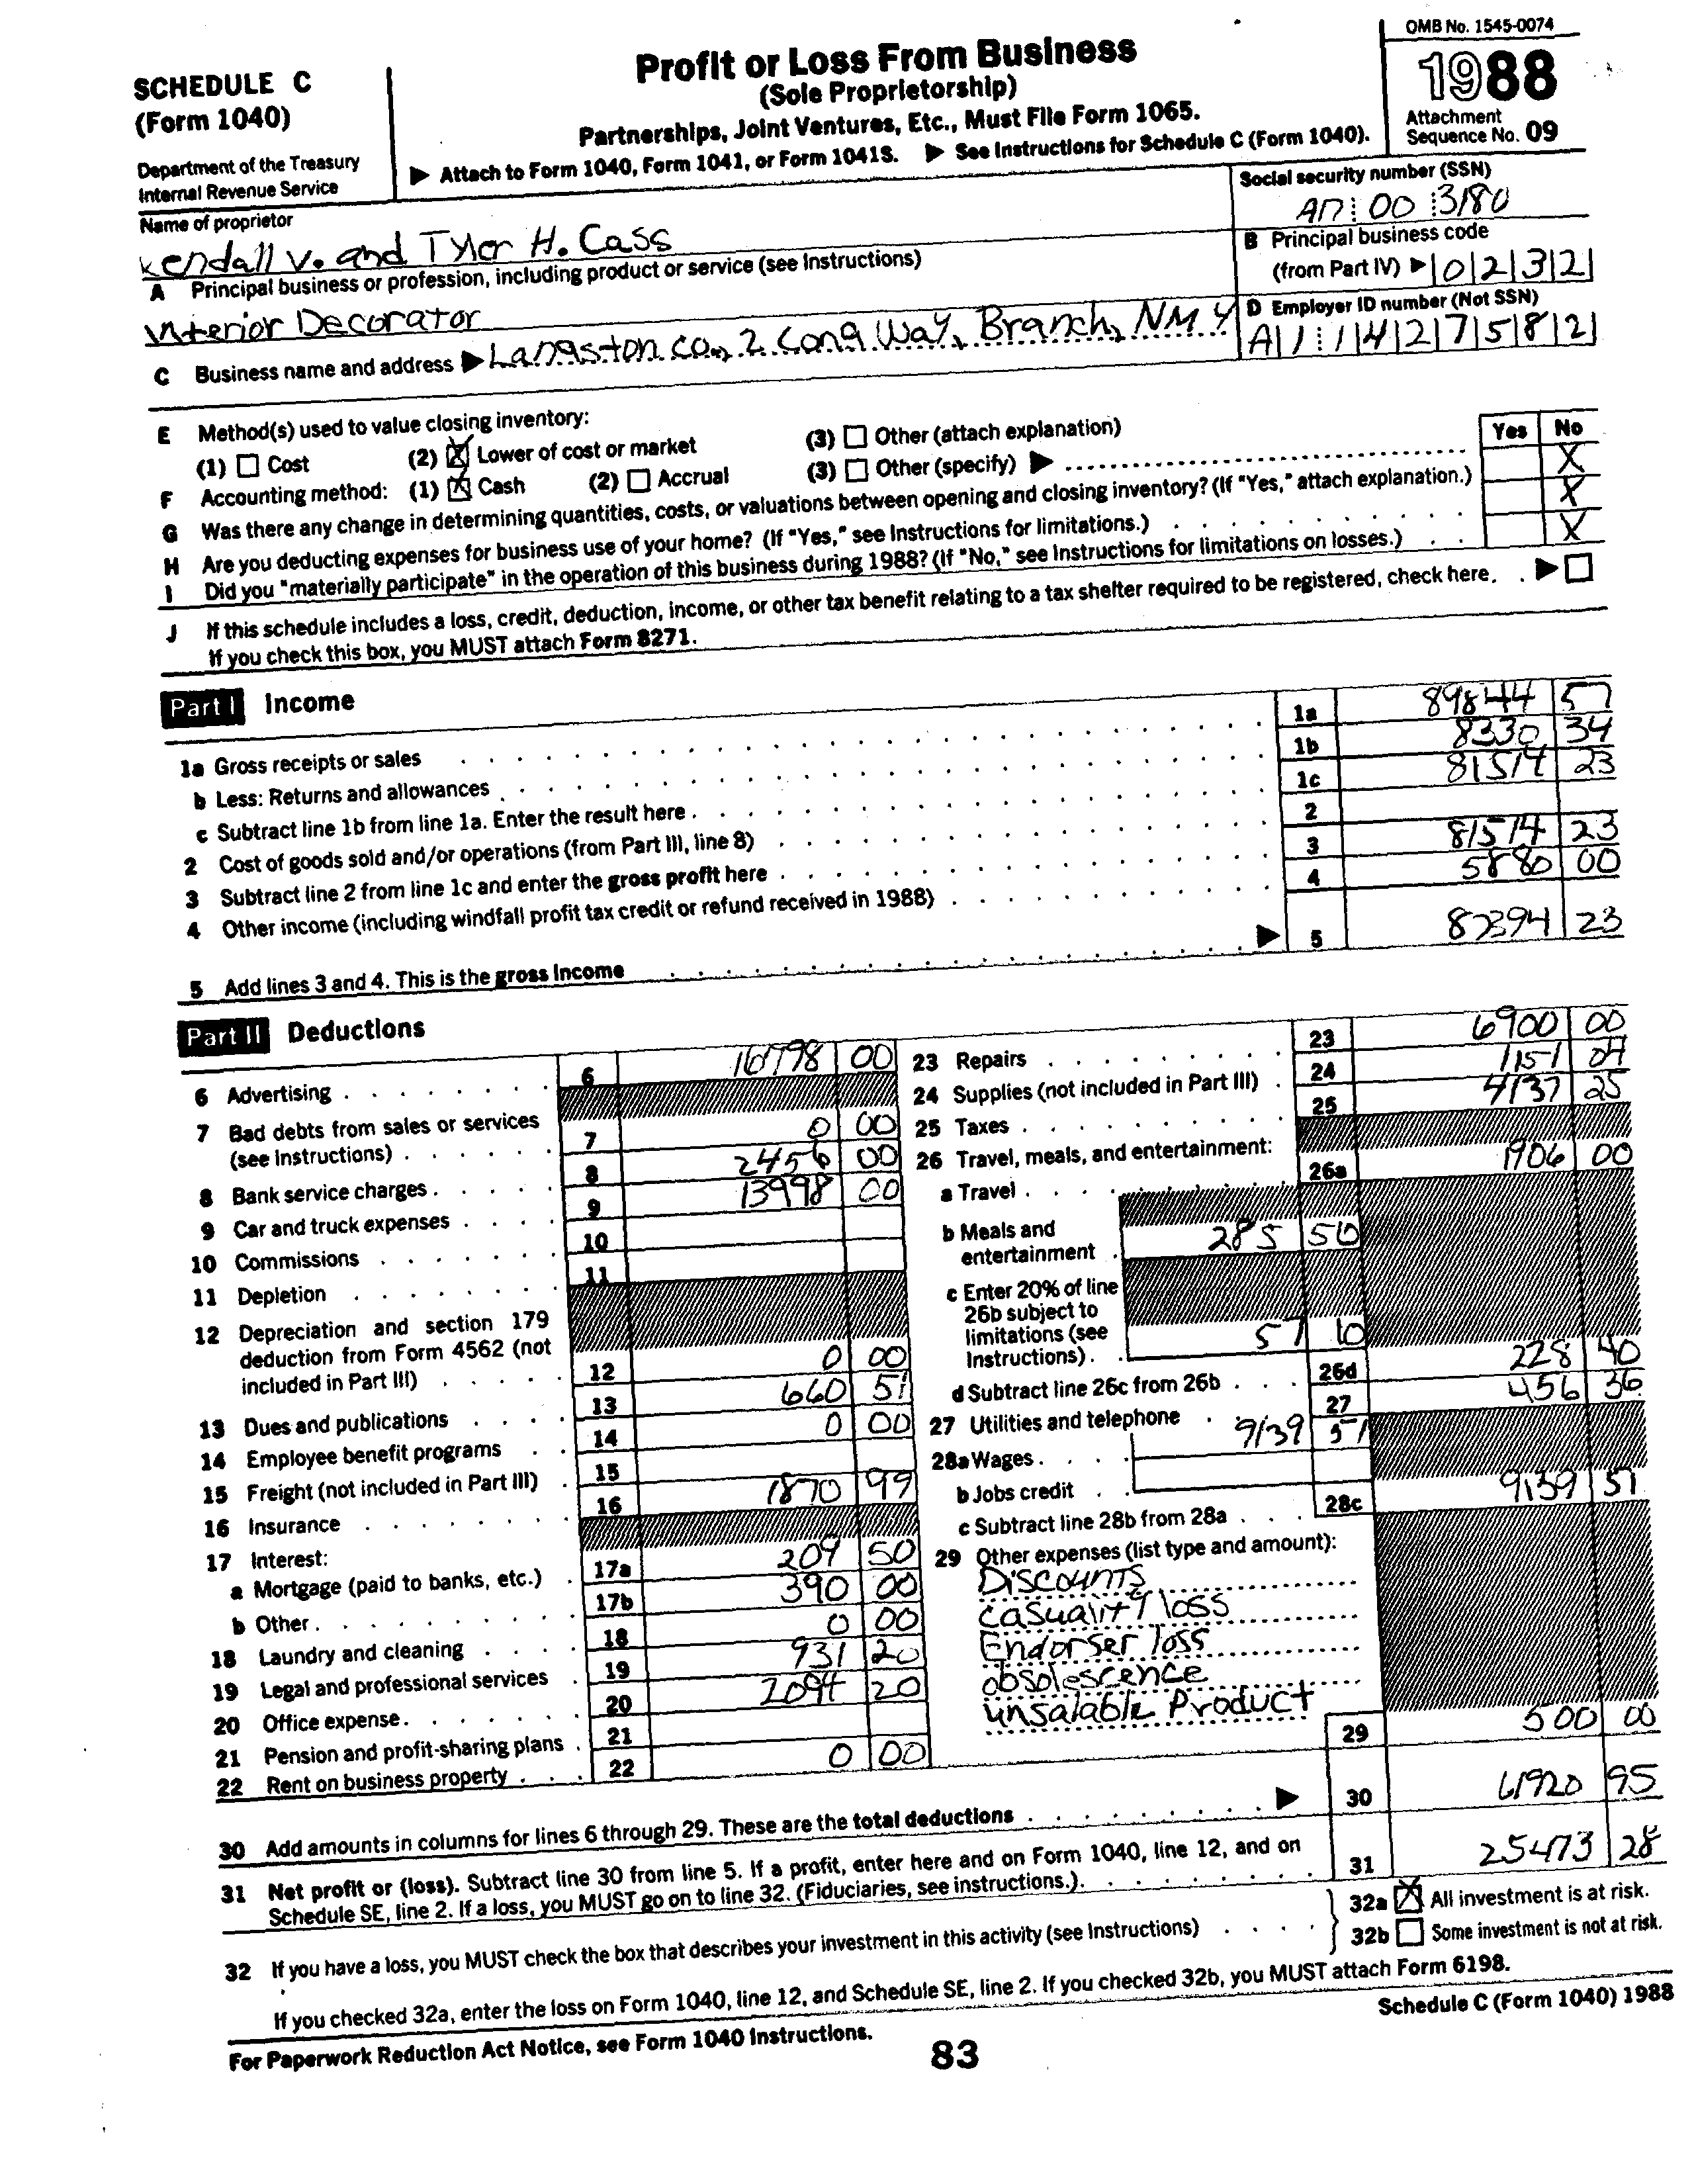 OMB No. 1545-0074
SCHEDULE C
(Form 1040)
Department of the Treasury
Internal Revenue Service
Profit or Loss From Business
(Sole Proprietorship)
Partnerships, Joint Ventures, Etc., Must File Form 1065.
▶ Attach to Form 1040, Form 1041, or Form 1041S. ▶ See Instructions for Schedule C (Form 1040).
1988
Attachment
Sequence No. 09
Name of proprietor
Kendall V. and Tyler H. Cass
Social security number (SSN)
00 3180
A Principal business or profession, including product or service (see Instructions)
Interior Decorator
B Principal business code
(from Part IV) ▶ 0 2 3 2
C Business name and address ▶ Langston co., 2 Cong Way, Branch, NM
D Employer ID number (Not SSN)
A 1 1 4 2 7 5 8 2
E Method(s) used to value closing inventory:
(1) Cost (2) X Lower of cost or market (3) Other (attach explanation)
F Accounting method: (1) X Cash (2) Accrual (3) Other (specify) ▶
Yes No
G Was there any change in determining quantities, costs, or valuations between opening and closing inventory? (If "Yes," attach explanation.) X
H Are you deducting expenses for business use of your home? (If "Yes," see Instructions for limitations.) X
I Did you "materially participate" in the operation of this business during 1988? (If "No," see Instructions for limitations on losses.) X
J If this schedule includes a loss, credit, deduction, income, or other tax benefit relating to a tax shelter required to be registered, check here. ▶
If you check this box, you MUST attach Form 8271.
Part I Income
1a Gross receipts or sales 1a 89844 57
b Less: Returns and allowances 1b 8330 34
c Subtract line 1b from line 1a. Enter the result here 1c 81514 23
2 Cost of goods sold and/or operations (from Part III, line 8) 2
3 Subtract line 2 from line 1c and enter the gross profit here 3 81514 23
4 Other income (including windfall profit tax credit or refund received in 1988) 4 5880 00
5 Add lines 3 and 4. This is the gross income ▶ 5 87394 23
Part II Deductions
6 Advertising 6 16798 00
7 Bad debts from sales or services
(see Instructions) 7 0 00
8 Bank service charges 8 2456 00
9 Car and truck expenses 9 13998 00
10 Commissions 10
11 Depletion 11
12 Depreciation and section 179
deduction from Form 4562 (not
included in Part III) 12 0 00
13 Dues and publications 13 660 51
14 Employee benefit programs 14 0 00
15 Freight (not included in Part III) 15
16 Insurance 16 1870 99
17 Interest:
a Mortgage (paid to banks, etc.) 17a 209 50
b Other 17b 390 00
18 Laundry and cleaning 18 0 00
19 Legal and professional services 19 931 20
20 Office expense 20 20
21 Pension and profit-sharing plans 21
22 Rent on business property 22 0 00
23 Repairs 23 6900 00
24 Supplies (not included in Part III) 24 1151 04
25 Taxes 25 4137 25
26 Travel, meals, and entertainment:
a Travel 26a 1906 00
b Meals and
entertainment 285 50
c Enter 20% of line
26b subject to
limitations (see
Instructions) 57 10
d Subtract line 26c from 26b 26d 228 40
27 Utilities and telephone 27 456 36
28a Wages 9139 51
b Jobs credit
c Subtract line 28b from 28a 28c 9139 51
29 Other expenses (list type and amount):
Discounts
casuality loss
Endorser loss
obsolescence
unsalable Product
29 500 00
30 Add amounts in columns for lines 6 through 29. These are the total deductions ▶ 30 61920 95
31 Net profit or (loss). Subtract line 30 from line 5. If a profit, enter here and on Form 1040, line 12, and on
Schedule SE, line 2. If a loss, you MUST go on to line 32. (Fiduciaries, see instructions.) 31 25473 28
32 If you have a loss, you MUST check the box that describes your investment in this activity (see Instructions)
32a X All investment is at risk.
32b Some investment is not at risk.
If you checked 32a, enter the loss on Form 1040, line 12, and Schedule SE, line 2. If you checked 32b, you MUST attach Form 6198.
For Paperwork Reduction Act Notice, see Form 1040 Instructions.
Schedule C (Form 1040) 1988
83